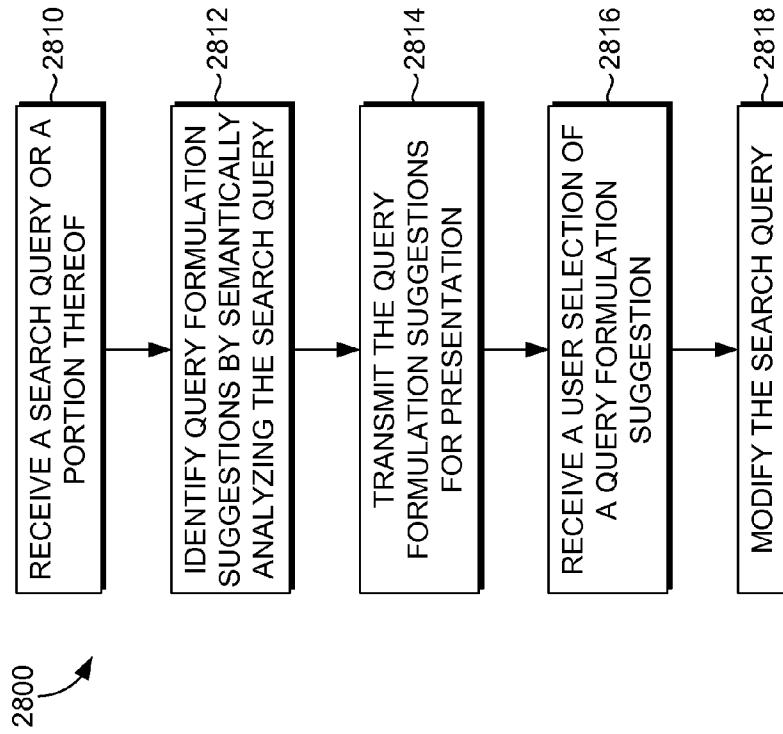 2800
RECEIVE A SEARCH QUERY OR A
PORTION THEREOF
2810
IDENTIFY QUERY FORMULATION
SUGGESTIONS BY SEMANTICALLY
ANALYZING THE SEARCH QUERY
2812
TRANSMIT THE QUERY
FORMULATION SUGGESTIONS
FOR PRESENTATION
2814
RECEIVE A USER SELECTION OF
A QUERY FORMULATION
SUGGESTION
2816
MODIFY THE SEARCH QUERY
2818